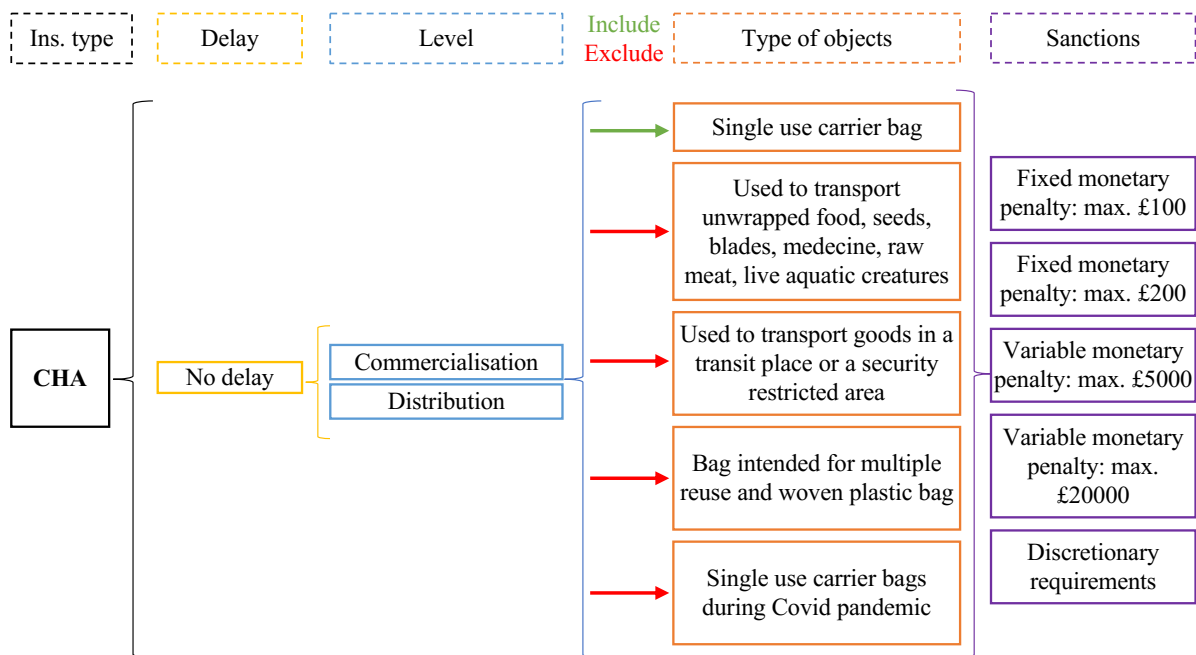 Ins. type
Delay
Level
Include
Exclude
Type of objects
Sanctions
CHA
No delay
Commercialisation
Distribution
Single use carrier bag
Used to transport
unwrapped food, seeds,
blades, medecine, raw
meat, live aquatic creatures
Used to transport goods in a
transit place or a security
restricted area
Bag intended for multiple
reuse and woven plastic bag
Single use carrier bags
during Covid pandemic
Fixed monetary
penalty: max. £100
Fixed monetary
penalty: max. £200
Variable monetary
penalty: max. £5000
Variable monetary
penalty: max.
£20000
Discretionary
requirements